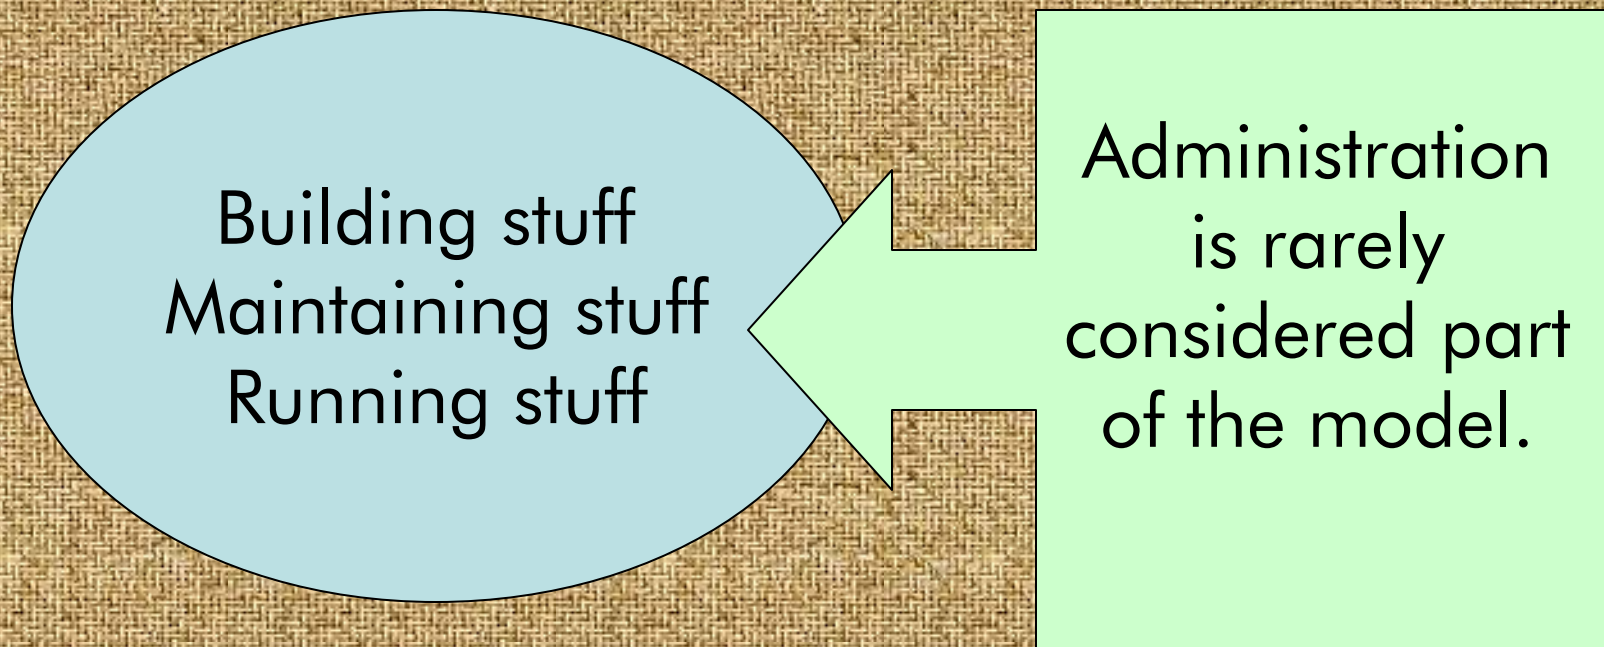 Building stuff
Maintaining stuff
Running stuff
Administration
is rarely
considered part
of the model.